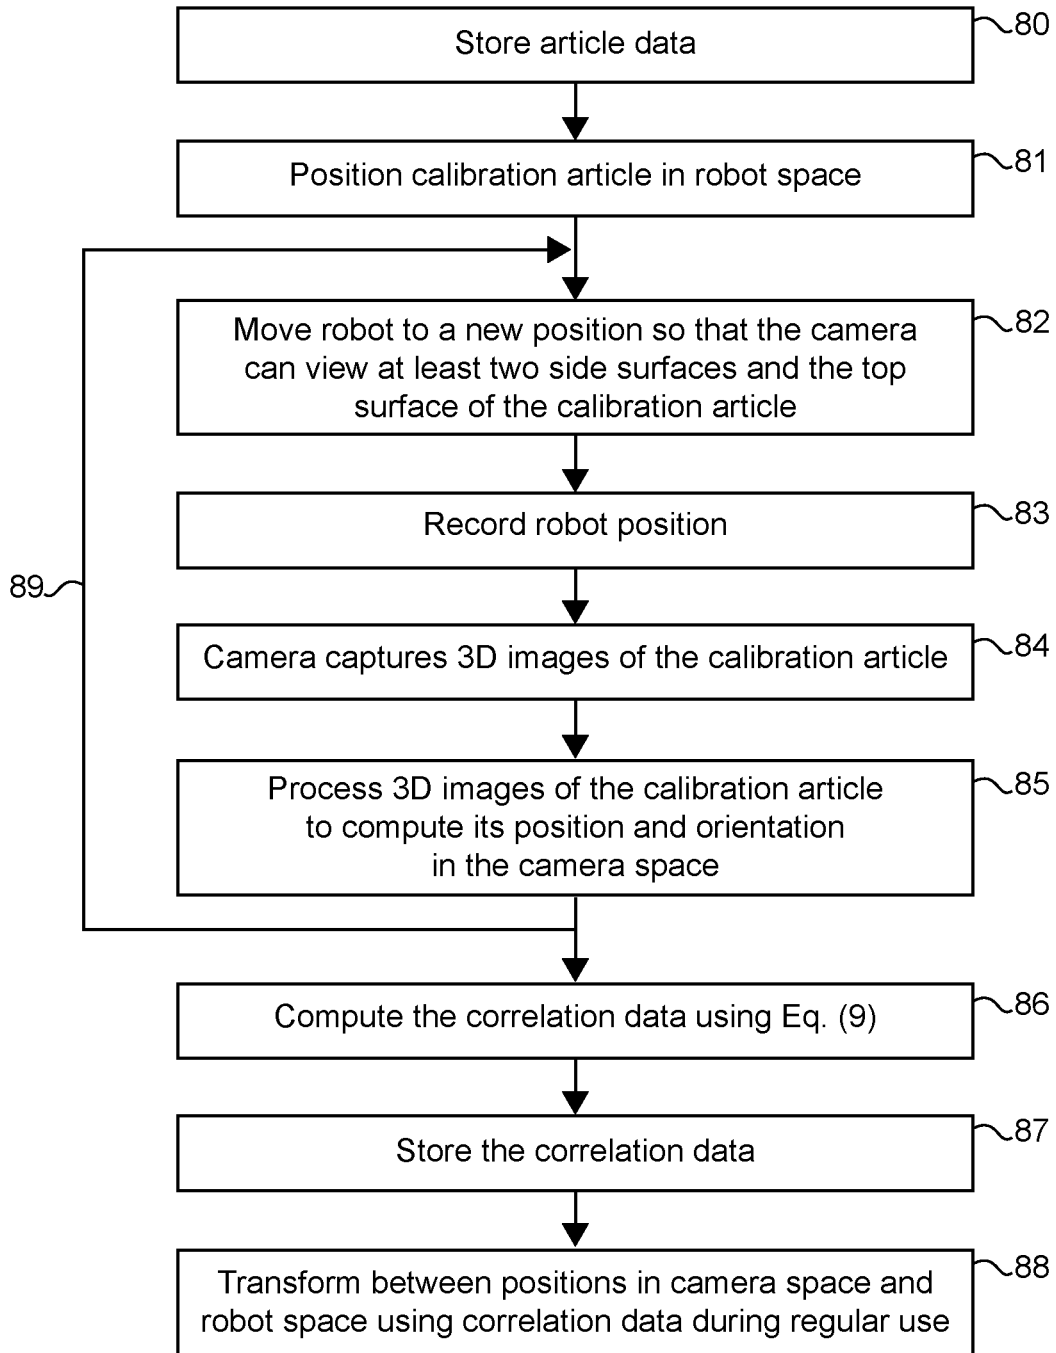 Store article data
80
Position calibration article in robot space
81
Move robot to a new position so that the camera
can view at least two side surfaces and the top
surface of the calibration article
82
Record robot position
83
89
Camera captures 3D images of the calibration article
84
Process 3D images of the calibration article
to compute its position and orientation
in the camera space
85
Compute the correlation data using Eq. (9)
86
Store the correlation data
87
Transform between positions in camera space and
robot space using correlation data during regular use
88